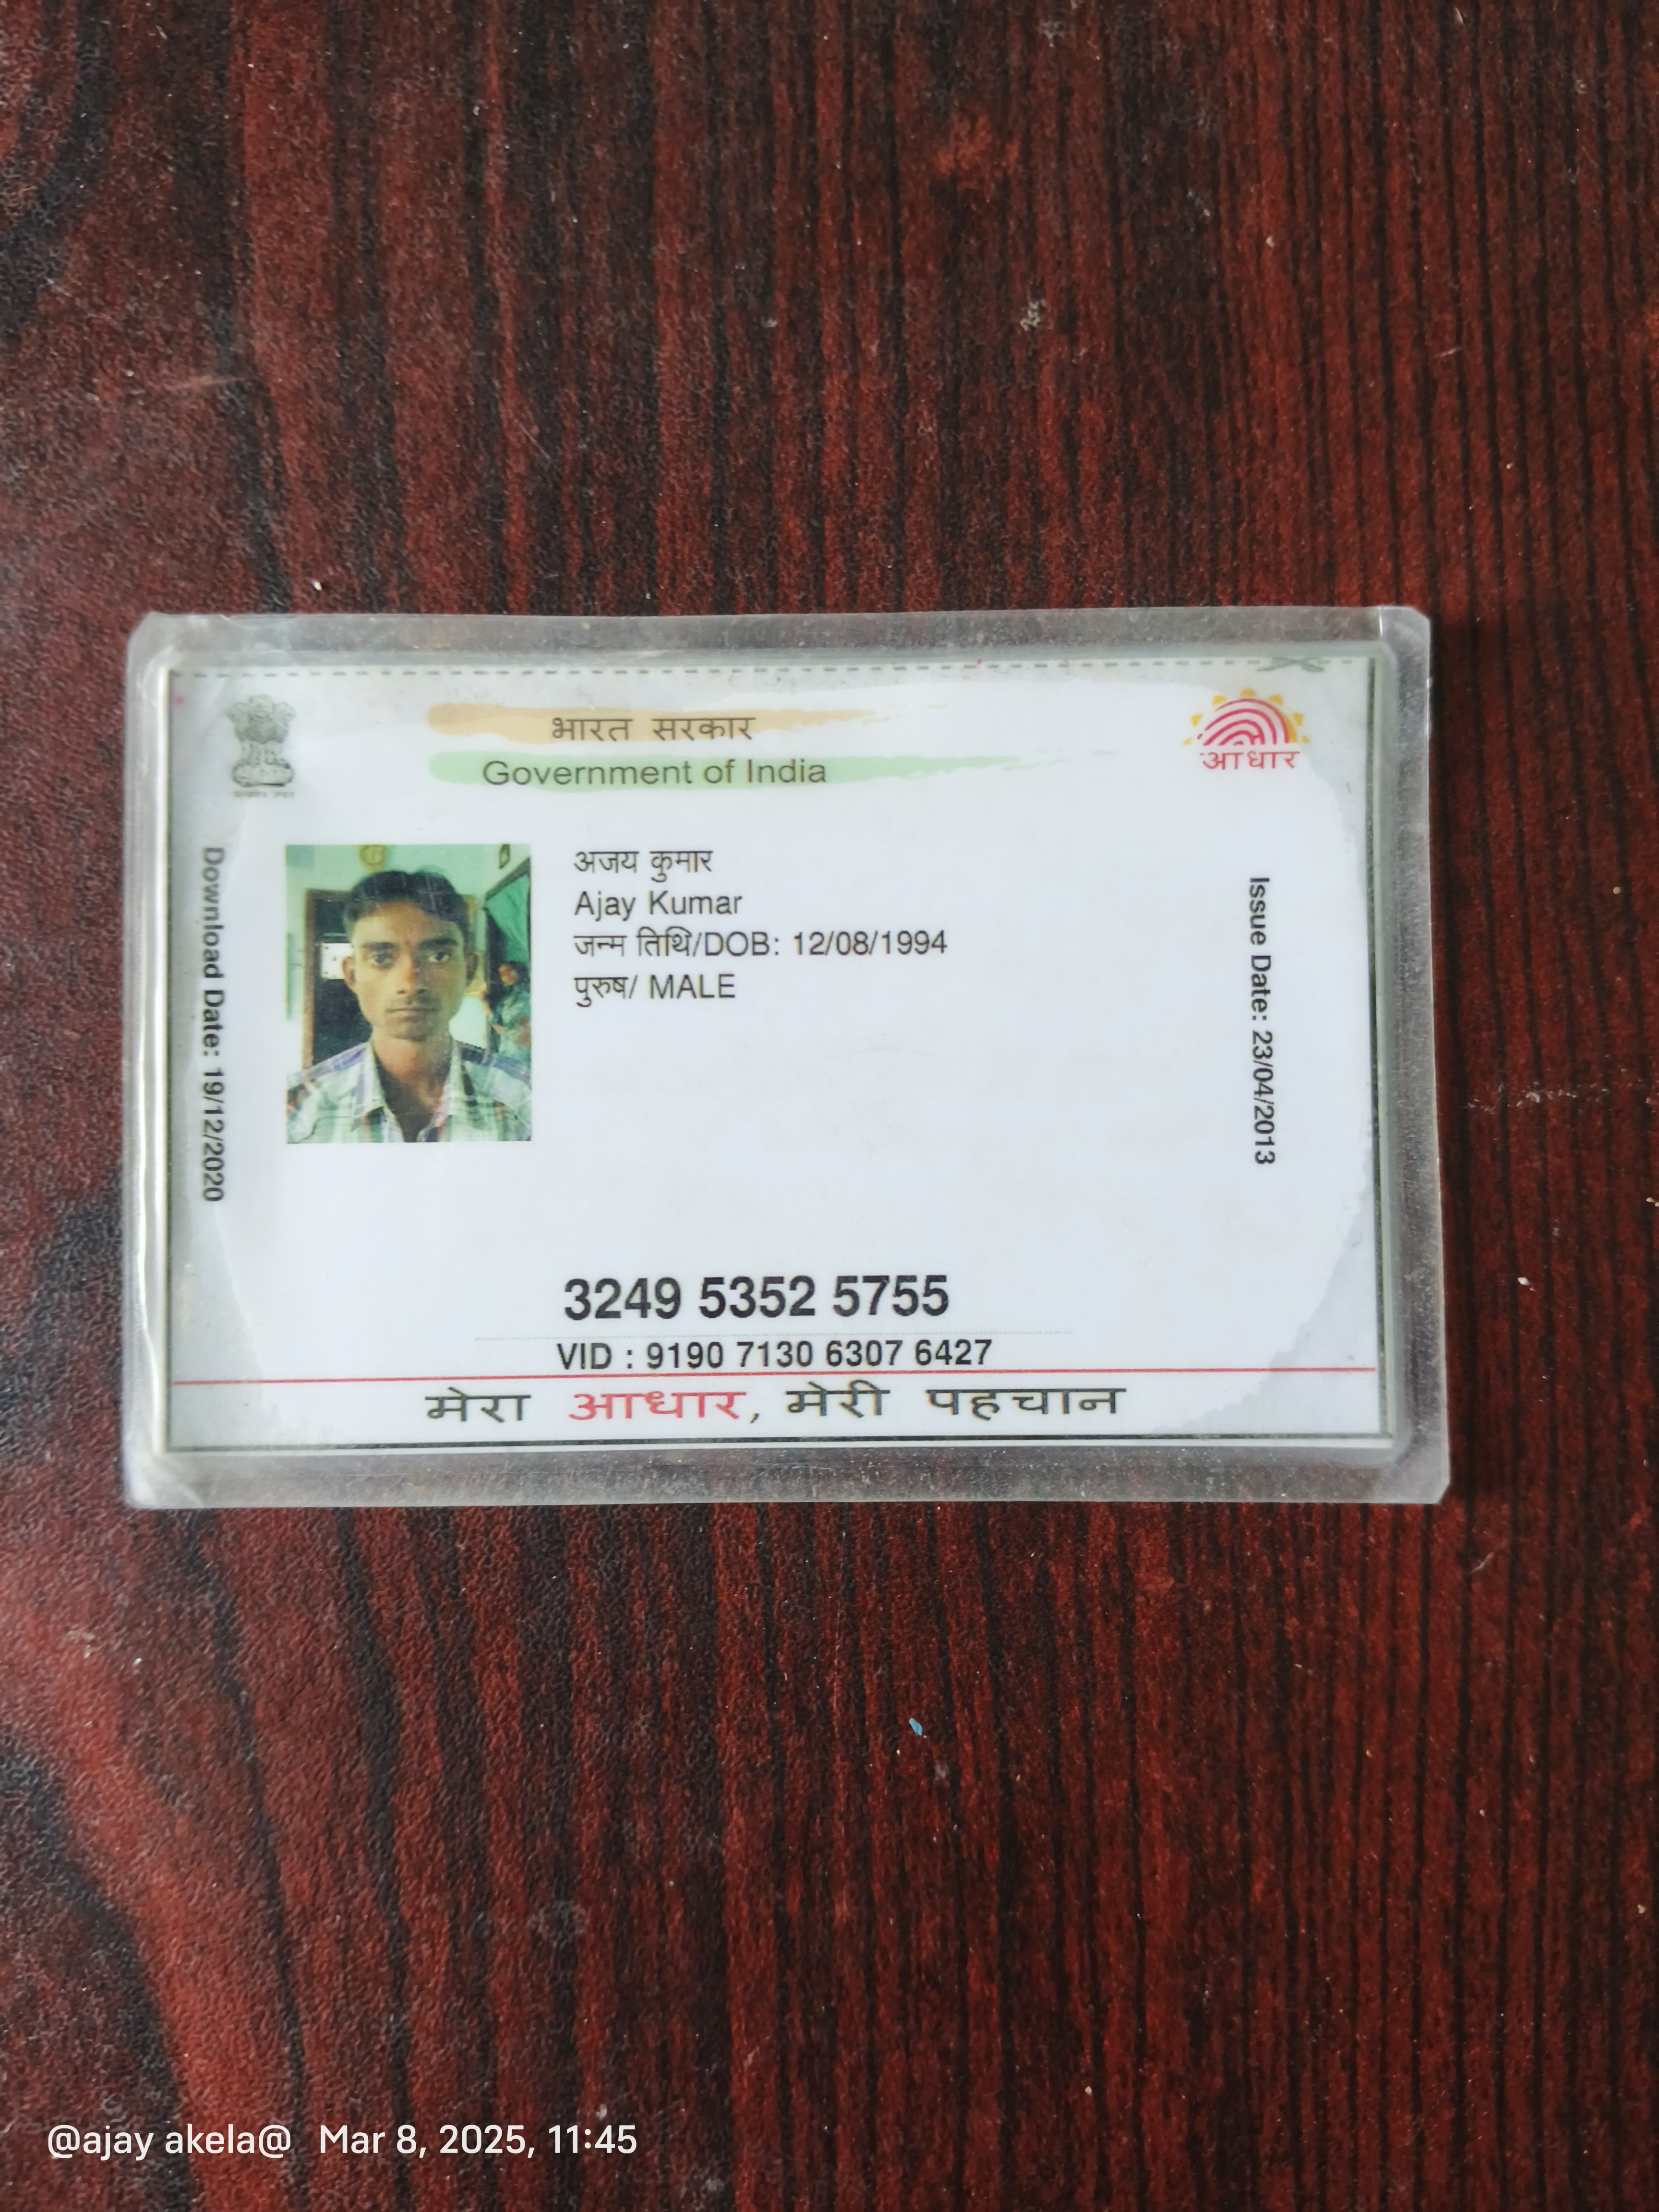 भारत सरकार
Government of India
आधार
Download Date: 19/12/2020
अजय कुमार
Ajay Kumar
जन्म तिथि/DOB: 12/08/1994
पुरुष/ MALE
Issue Date: 23/04/2013
3249 5352 5755
VID : 9190 7130 6307 6427
मेरा आधार, मेरी पहचान
@ajay akela@ Mar 8, 2025, 11:45